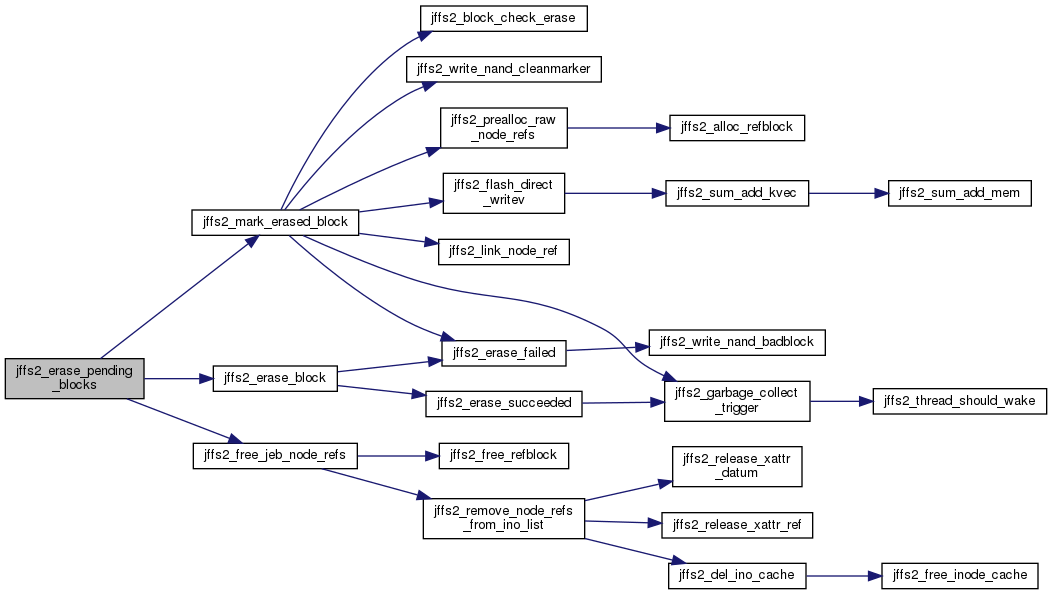 jffs2_block_check_erase
jffs2_write_nand_cleanmarker
jffs2_prealloc_raw
_node_refs
jffs2_alloc_refblock
jffs2_flash_direct
_writev
jffs2_sum_add_kvec
jffs2_sum_add_mem
jffs2_mark_erased_block
jffs2_link_node_ref
jffs2_erase_failed
jffs2_write_nand_badblock
jffs2_erase_pending
_blocks
jffs2_erase_block
jffs2_erase_succeeded
jffs2_garbage_collect
_trigger
jffs2_thread_should_wake
jffs2_free_jeb_node_refs
jffs2_free_refblock
jffs2_release_xattr
_datum
jffs2_remove_node_refs
_from_ino_list
jffs2_release_xattr_ref
jffs2_del_ino_cache
jffs2_free_inode_cache